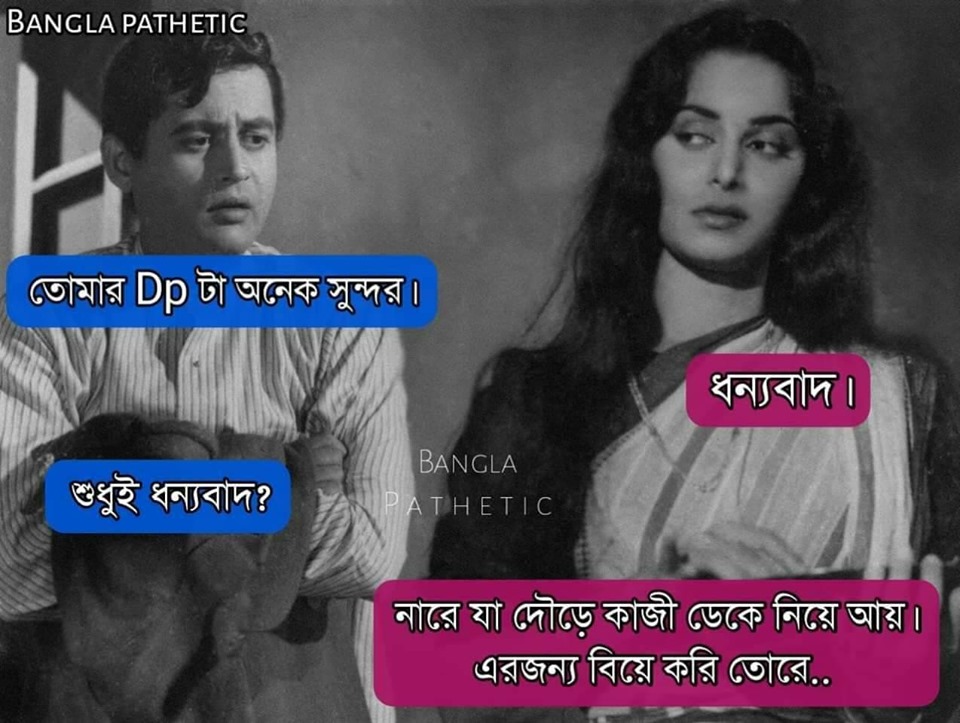 BANGLA PATHETIC
তোমার Dp টা অনেক সুন্দর।
ধন্যবাদ।
BANGLA
PATHETIC
শুধুই ধন্যবাদ?
নারে যা দৌড়ে কাজী ডেকে নিয়ে আয়।
এরজন্য বিয়ে করি তোরে..